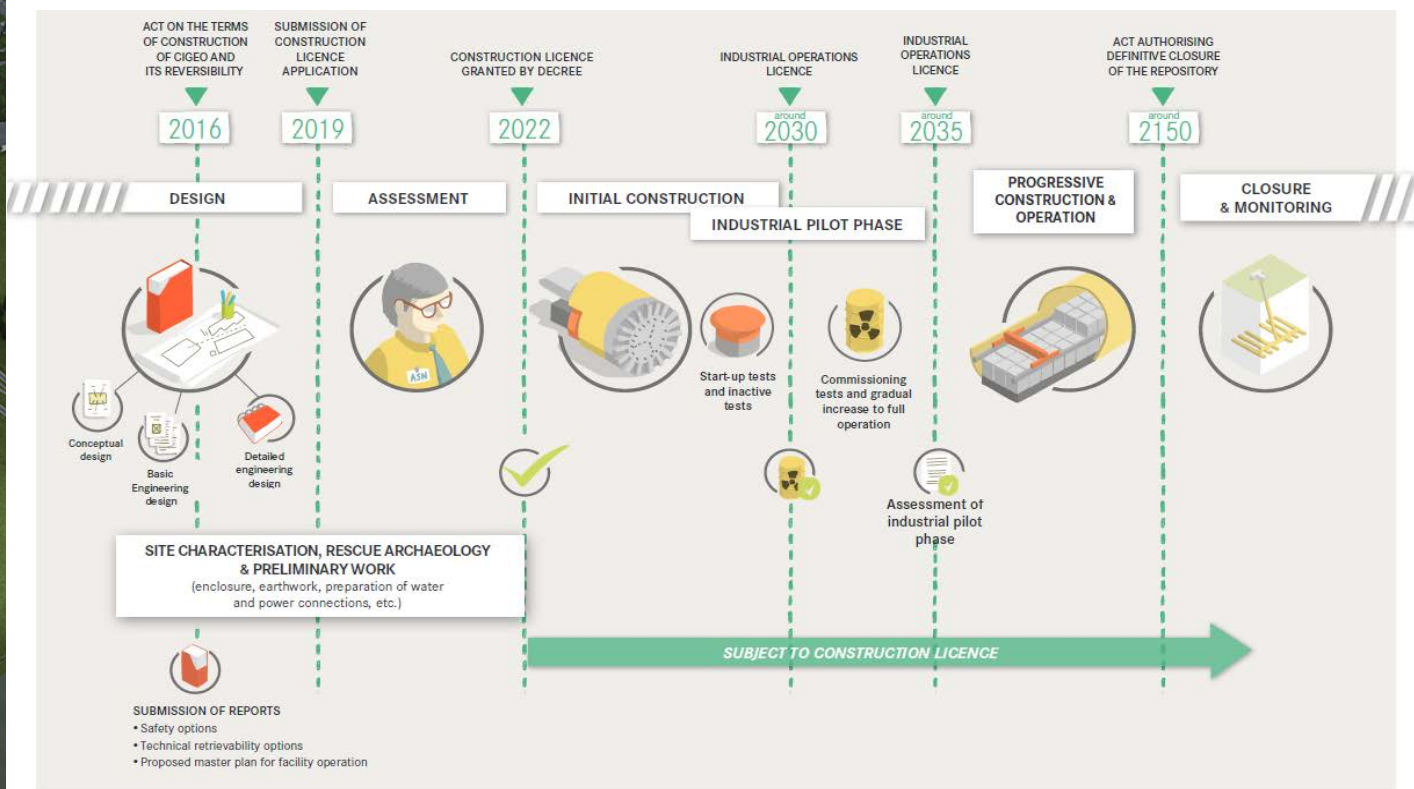 ACT ON THE TERMS
OF CONSTRUCTION
OF CIGEO AND
ITS REVERSIBILITY
SUBMISSION OF
CONSTRUCTION
LICENCE
APPLICATION
CONSTRUCTION LICENCE
GRANTED BY DECREE
INDUSTRIAL OPERATIONS
LICENCE
INDUSTRIAL
OPERATIONS
LICENCE
ACT AUTHORISING
DEFINITIVE CLOSURE
OF THE REPOSITORY
2016
2019
2022
around
2030
around
2035
around
2150
DESIGN
ASSESSMENT
INITIAL CONSTRUCTION
INDUSTRIAL PILOT PHASE
PROGRESSIVE
CONSTRUCTION &
OPERATION
CLOSURE
& MONITORING
ASN
Conceptual
design
Basic
Engineering
design
Detailed
engineering
design
Start-up tests
and inactive
tests
Commissioning
tests and gradual
increase to full
operation
Assessment of
industrial pilot
phase
SITE CHARACTERISATION, RESCUE ARCHAEOLOGY
& PRELIMINARY WORK
(enclosure, earthwork, preparation of water
and power connections, etc.)
SUBJECT TO CONSTRUCTION LICENCE
SUBMISSION OF REPORTS
• Safety options
• Technical retrievability options
• Proposed master plan for facility operation